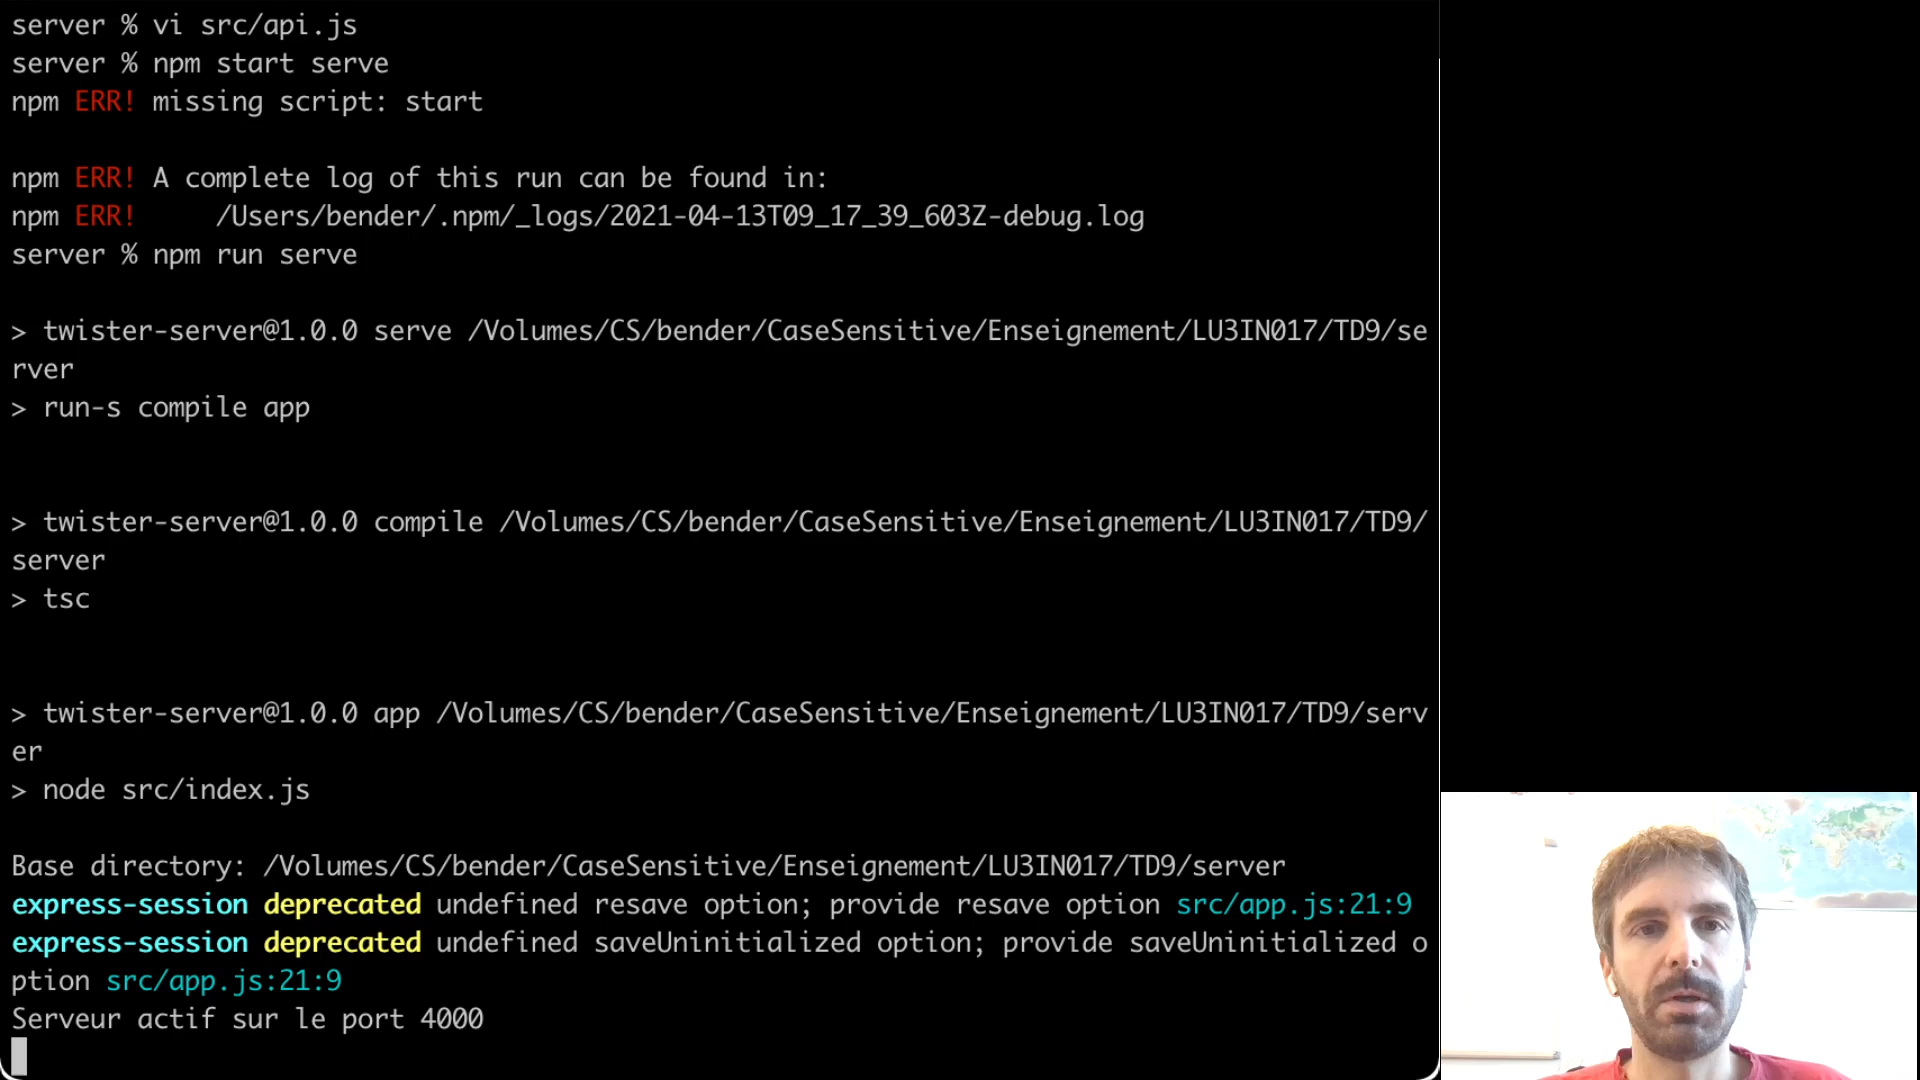 server % vi src/api.js
server % npm start serve
npm ERR! missing script: start
npm ERR! A complete log of this run can be found in:
npm ERR!     /Users/bender/.npm/_logs/2021-04-13T09_17_39_603Z-debug.log
server % npm run serve
> twister-server@1.0.0 serve /Volumes/CS/bender/CaseSensitive/Enseignement/LU3IN017/TD9/se
rver
> run-s compile app
> twister-server@1.0.0 compile /Volumes/CS/bender/CaseSensitive/Enseignement/LU3IN017/TD9/
server
> tsc
> twister-server@1.0.0 app /Volumes/CS/bender/CaseSensitive/Enseignement/LU3IN017/TD9/serv
er
> node src/index.js
Base directory: /Volumes/CS/bender/CaseSensitive/Enseignement/LU3IN017/TD9/server
express-session deprecated undefined resave option; provide resave option src/app.js:21:9
express-session deprecated undefined saveUninitialized option; provide saveUninitialized o
ption src/app.js:21:9
Serveur actif sur le port 4000